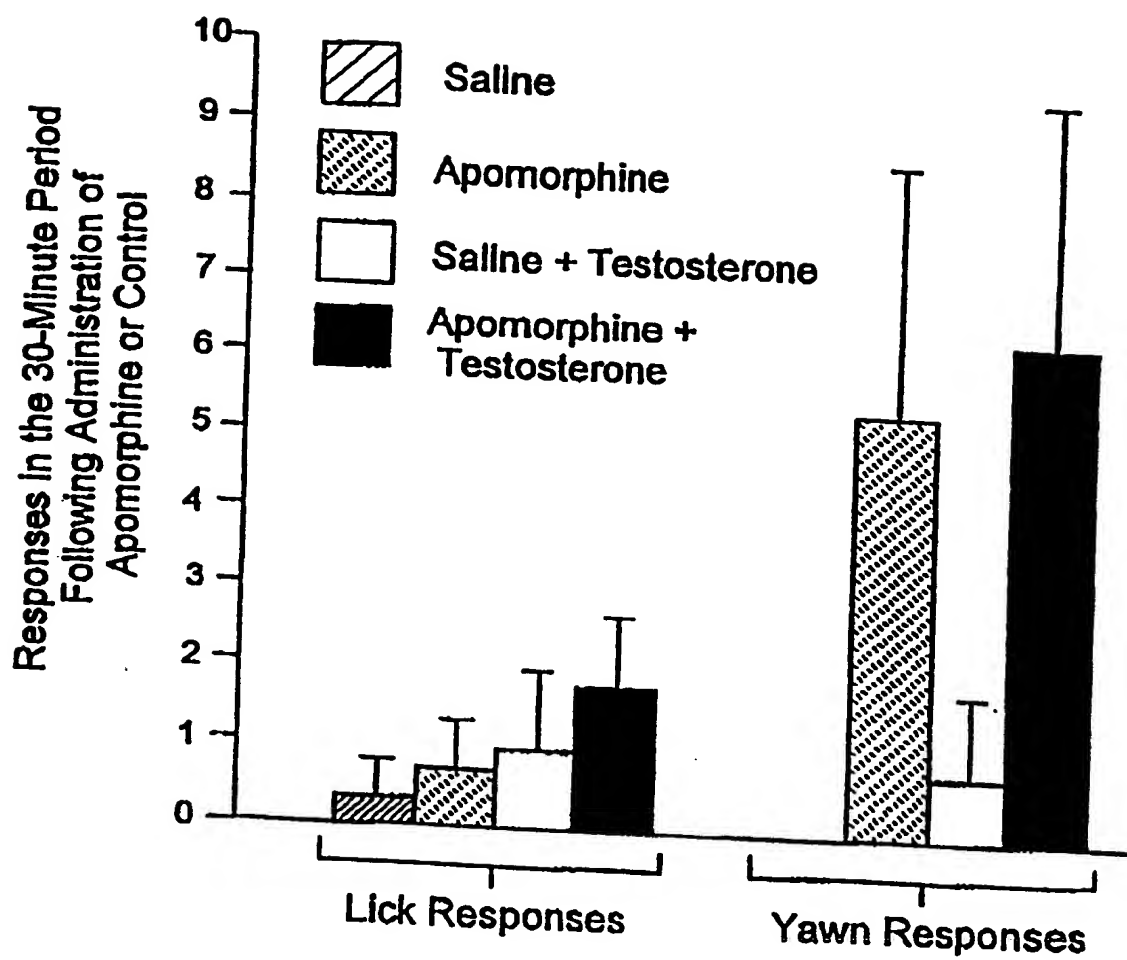 Responses in the 30-Minute Period
Following Administration of
Apomorphine or Control
10
9
8
7
6
5
4
3
2
1
0
Saline
Apomorphine
Saline + Testosterone
Apomorphine +
Testosterone
Lick Responses
Yawn Responses